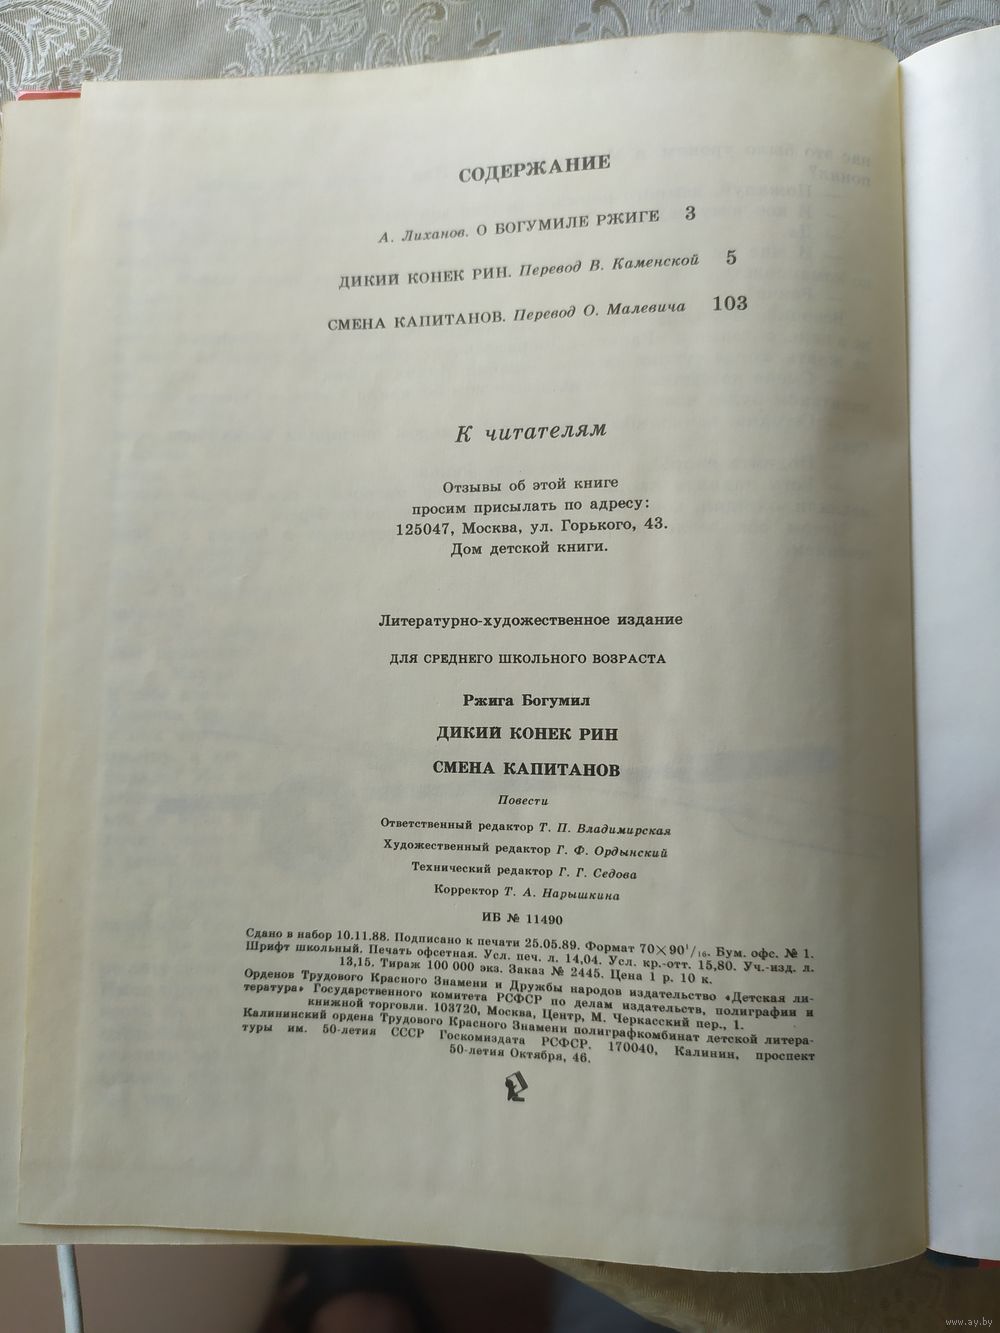 СОДЕРЖАНИЕ
А. Лиханов. О БОГУМИЛЕ РЖИГЕ 3
ДИКИЙ КОНЕК РИН. Перевод В. Каменской 5
СМЕНА КАПИТАНОВ. Перевод О. Малевича 103
К читателям
Отзывы об этой книге
просим присылать по адресу:
125047, Москва, ул. Горького, 43.
Дом детской книги.
Литературно-художественное издание
ДЛЯ СРЕДНЕГО ШКОЛЬНОГО ВОЗРАСТА
Ржига Богумил
ДИКИЙ КОНЕК РИН
СМЕНА КАПИТАНОВ
Повести
Ответственный редактор Т. П. Владимирская
Художественный редактор Г. Ф. Ордынский
Технический редактор Г. Г. Седова
Корректор Т. А. Нарышкина
ИБ № 11490
Сдано в набор 10.11.88. Подписано к печати 25.05.89. Формат 70×90¹/₁₆. Бум. офс. № 1.
Шрифт школьный. Печать офсетная. Усл. печ. л. 14,04. Усл. кр.-отт. 15,80. Уч.-изд. л.
13,15. Тираж 100 000 экз. Заказ № 2445. Цена 1 р. 10 к.
Орденов Трудового Красного Знамени и Дружбы народов издательство «Детская ли-
тература» Государственного комитета РСФСР по делам издательств, полиграфии и
книжной торговли. 103720, Москва, Центр, М. Черкасский пер., 1.
Калининский ордена Трудового Красного Знамени полиграфкомбинат детской литера-
туры им. 50-летия СССР Госкомиздата РСФСР. 170040, Калинин, проспект
50-летия Октября, 46.
www.ay.by